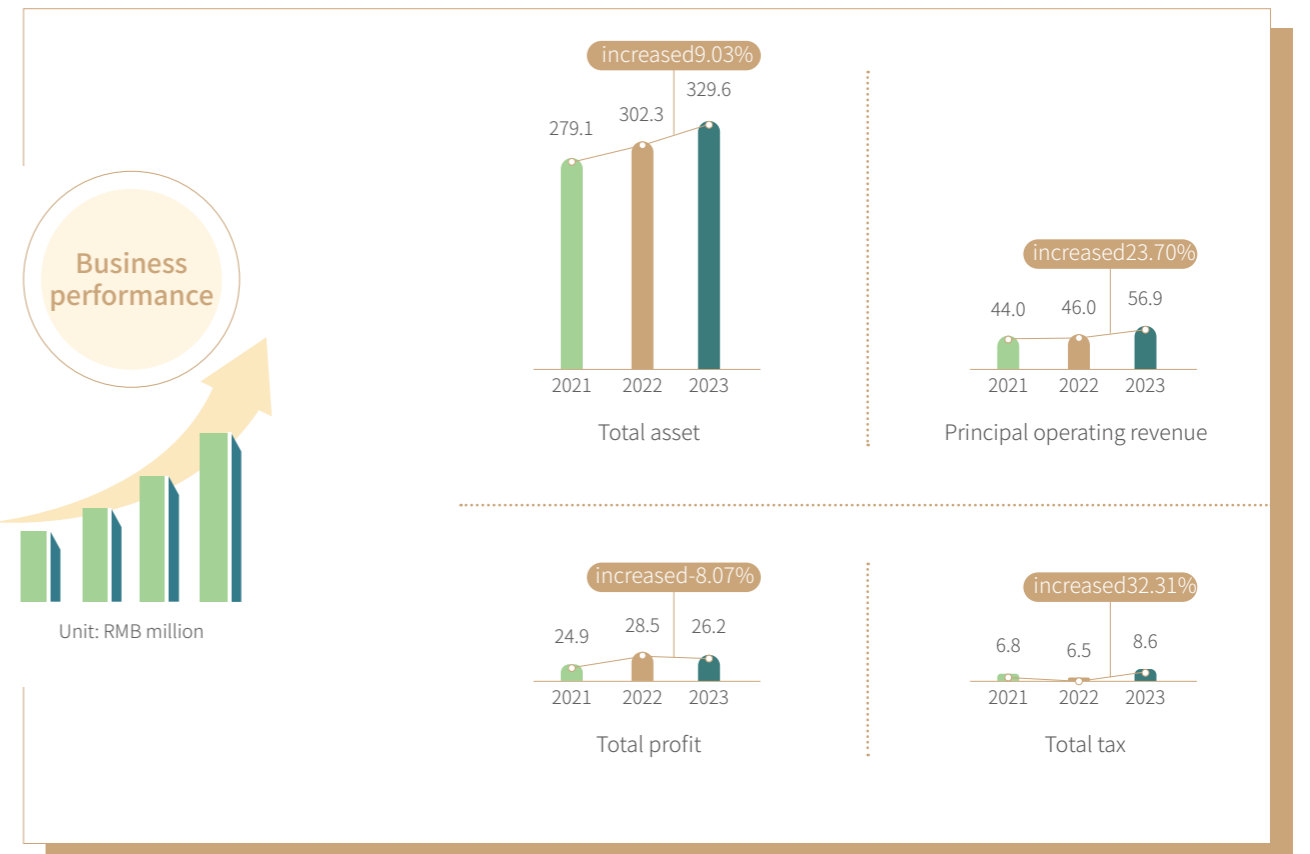 Business
performance
Unit: RMB million
increased9.03%
279.1
302.3
329.6
2021
2022
2023
Total asset
increased23.70%
44.0
46.0
56.9
2021
2022
2023
Principal operating revenue
increased-8.07%
24.9
28.5
26.2
2021
2022
2023
Total profit
increased32.31%
6.8
6.5
8.6
2021
2022
2023
Total tax